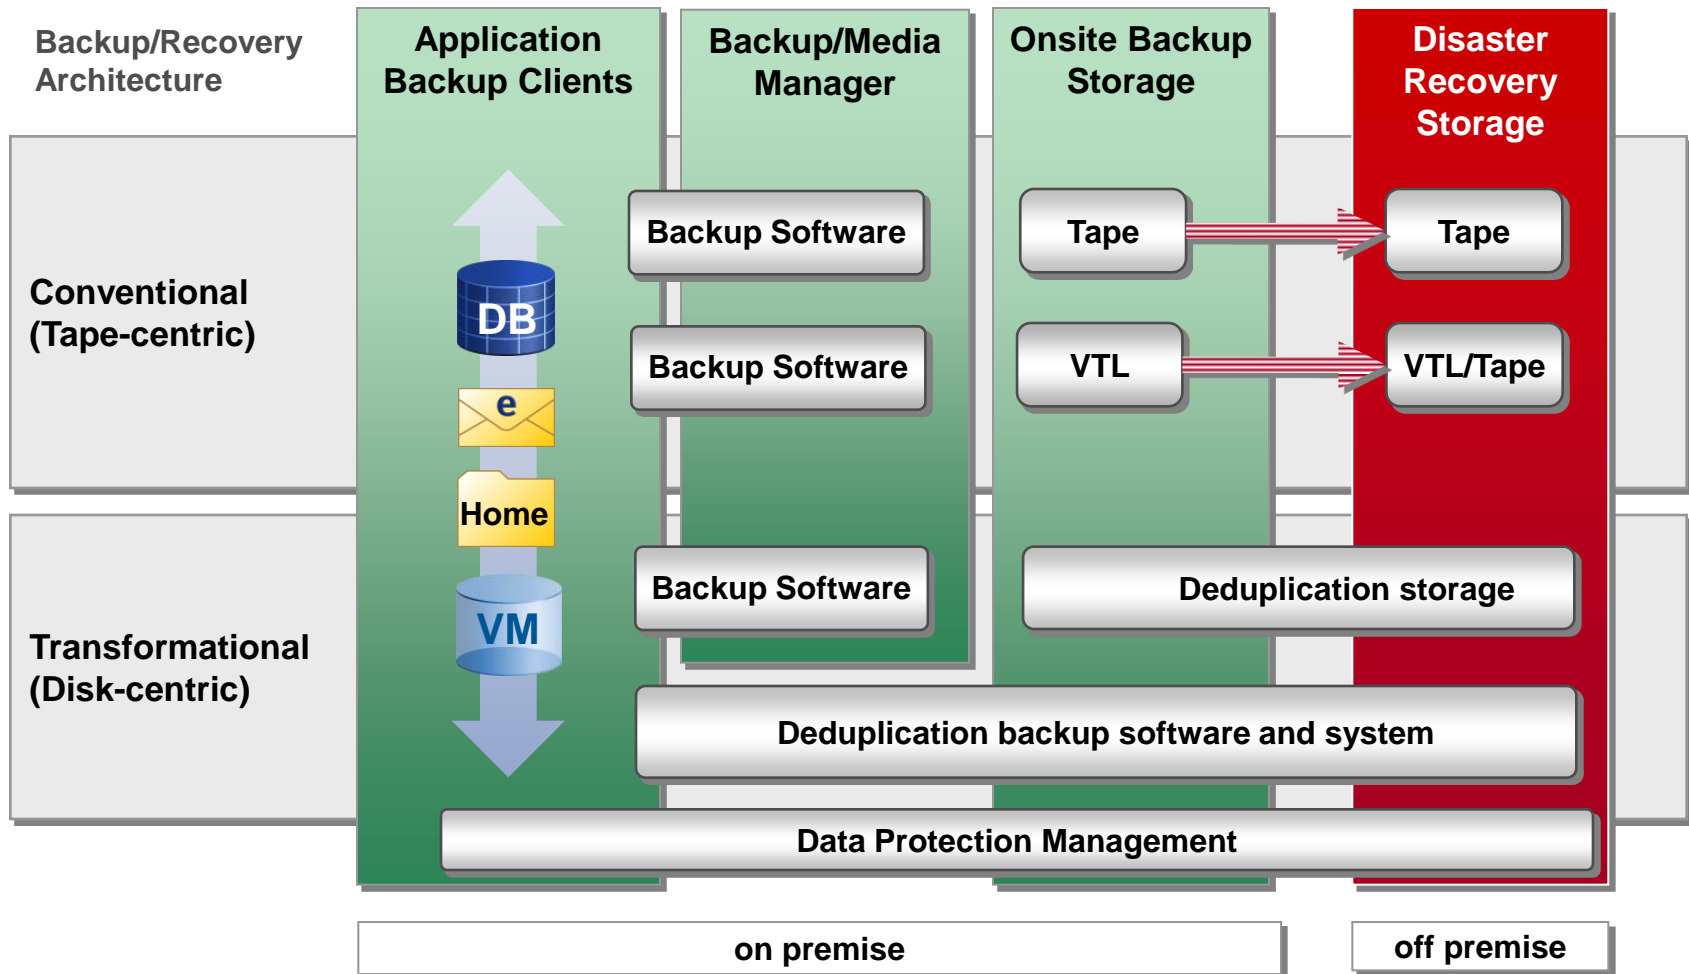 Backup/Recovery
Architecture
Application
Backup Clients
Backup/Media
Manager
Onsite Backup
Storage
Disaster
Recovery
Storage
Conventional
(Tape-centric)
DB
e
Home
VM
Backup Software
Tape
Tape
Backup Software
VTL
VTL/Tape
Transformational
(Disk-centric)
Backup Software
Deduplication storage
Deduplication backup software and system
Data Protection Management
on premise
off premise